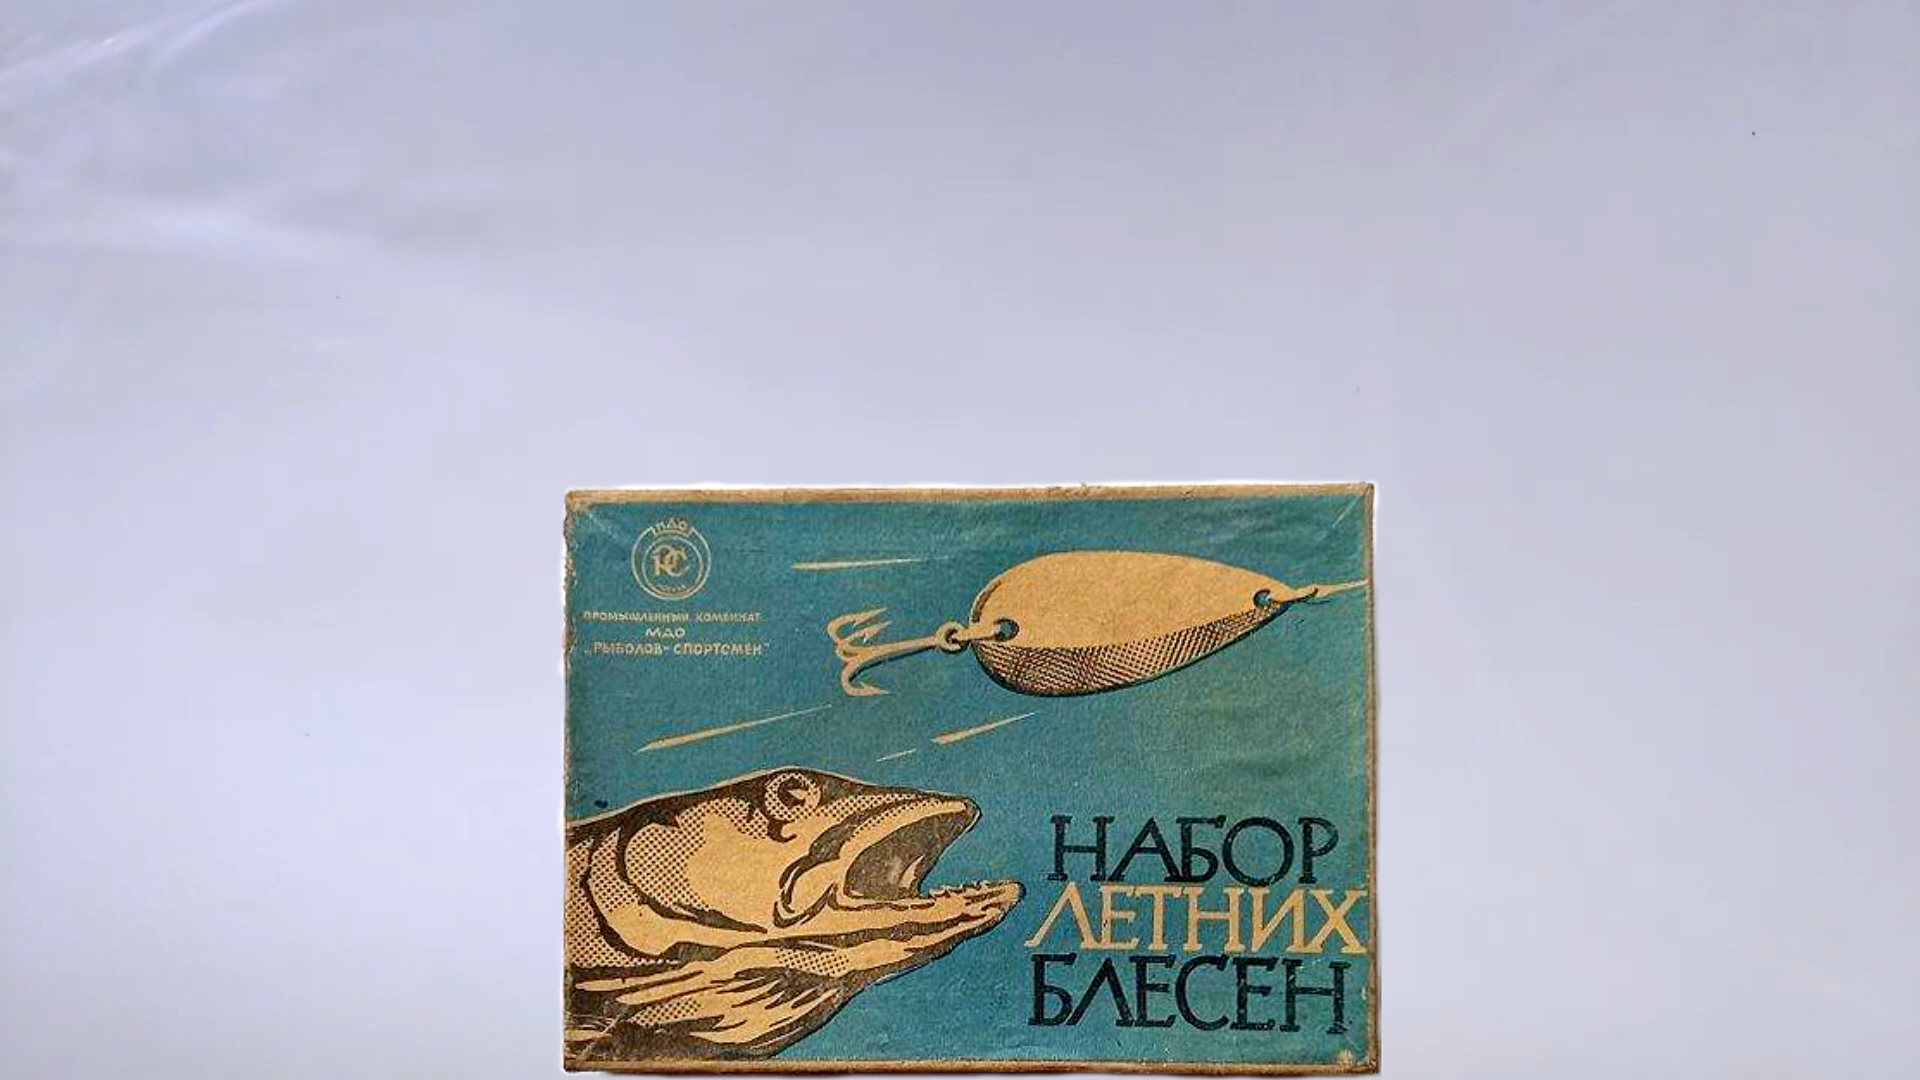 МДО
РС
ПРОМЫШЛЕННЫЙ КОМБИНАТ
МДО
„РЫБОЛОВ-СПОРТСМЕН"
НАБОР
ЛЕТНИХ
БЛЕСЕН